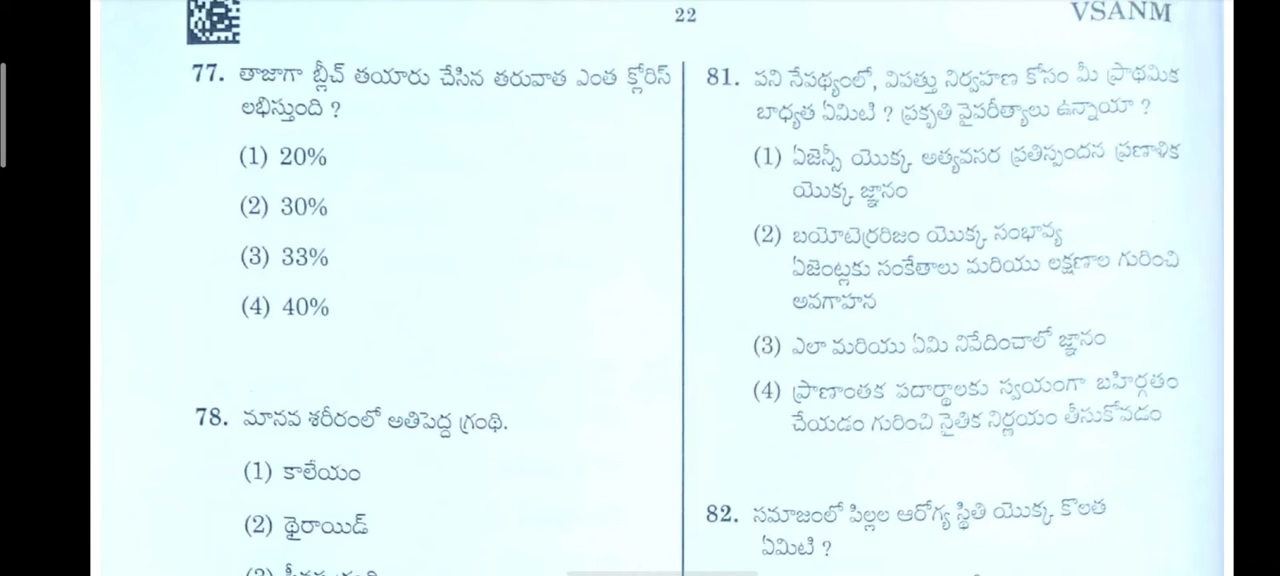 22
VSANM
77. తాజాగా బ్లీచ్ తయారు చేసిన తరువాత ఎంత క్లోరిన్
లభిస్తుంది ?
(1) 20%
(2) 30%
(3) 33%
(4) 40%
78. మానవ శరీరంలో అతిపెద్ద గ్రంథి.
(1) కాలేయం
(2) థైరాయిడ్
81. పని నేపథ్యంలో, విపత్తు నిర్వహణ కోసం మీ ప్రాథమిక
బాధ్యత ఏమిటి ? ప్రకృతి వైపరీత్యాలు ఉన్నాయా ?
(1) ఏజెన్సీ యొక్క అత్యవసర ప్రతిస్పందన ప్రణాళిక
యొక్క జ్ఞానం
(2) బయోటెర్రరిజం యొక్క సంభావ్య
ఏజెంట్లకు సంకేతాలు మరియు లక్షణాల గురించి
అవగాహన
(3) ఎలా మరియు ఏమి నివేదించాలో జ్ఞానం
(4) ప్రాణాంతక పదార్థాలకు స్వయంగా బహిర్గతం
చేయడం గురించి నైతిక నిర్ణయం తీసుకోవడం
82. సమాజంలో పిల్లల ఆరోగ్య స్థితి యొక్క కొలత
ఏమిటి ?